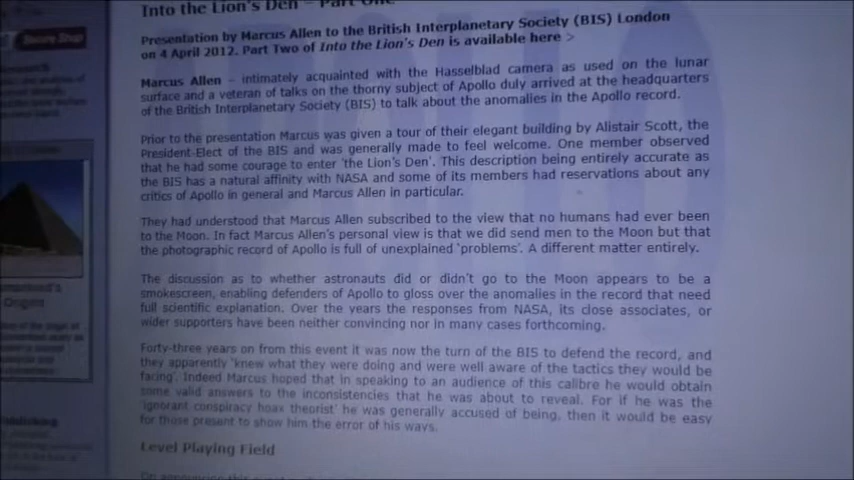 Into the Lion's Den – Part One
Presentation by Marcus Allen to the British Interplanetary Society (BIS) London
on 4 April 2012. Part Two of Into the Lion's Den is available here >
Marcus Allen – intimately acquainted with the Hasselblad camera as used on the lunar
surface and a veteran of talks on the thorny subject of Apollo duly arrived at the headquarters
of the British Interplanetary Society (BIS) to talk about the anomalies in the Apollo record.
Prior to the presentation Marcus was given a tour of their elegant building by Alistair Scott, the
President-Elect of the BIS and was generally made to feel welcome. One member observed
that he had some courage to enter 'the Lion's Den'. This description being entirely accurate as
the BIS has a natural affinity with NASA and some of its members had reservations about any
critics of Apollo in general and Marcus Allen in particular.
They had understood that Marcus Allen subscribed to the view that no humans had ever been
to the Moon. In fact Marcus Allen's personal view is that we did send men to the Moon but that
the photographic record of Apollo is full of unexplained 'problems'. A different matter entirely.
The discussion as to whether astronauts did or didn't go to the Moon appears to be a
smokescreen, enabling defenders of Apollo to gloss over the anomalies in the record that need
full scientific explanation. Over the years the responses from NASA, its close associates, or
wider supporters have been neither convincing nor in many cases forthcoming.
Forty-three years on from this event it was now the turn of the BIS to defend the record, and
they apparently 'knew what they were doing and were well aware of the tactics they would be
facing'. Indeed Marcus hoped that in speaking to an audience of this calibre he would obtain
some valid answers to the inconsistencies that he was about to reveal. For if he was the
'ignorant conspiracy hoax theorist' he was generally accused of being, then it would be easy
for those present to show him the error of his ways.
Level Playing Field